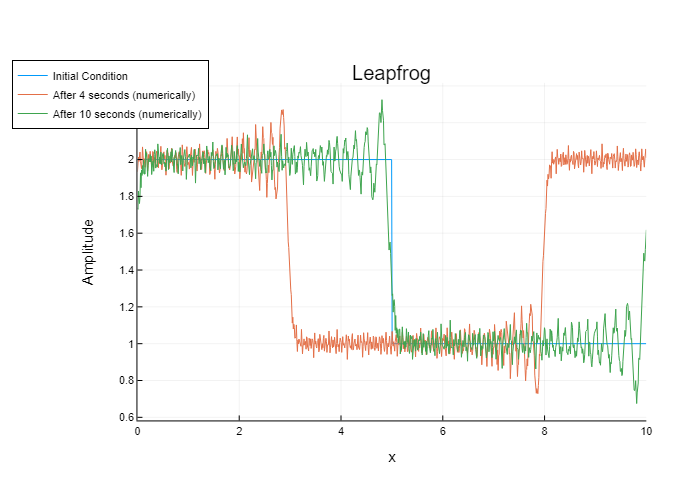 Leapfrog
Initial Condition
After 4 seconds (numerically)
After 10 seconds (numerically)
2
1.8
1.6
1.4
1.2
1
0.8
0.6
Amplitude
0
2
4
6
8
10
x